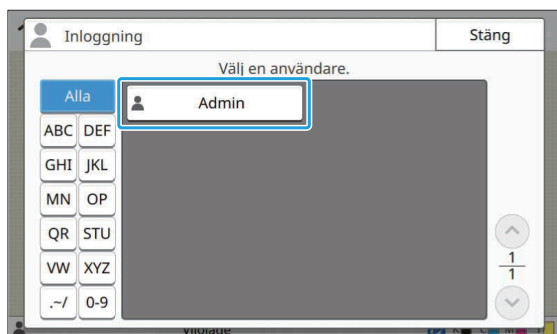 Inloggning
Stäng
Välj en användare.
Alla
Admin
ABC DEF
GHI JKL
MN OP
QR STU
VW XYZ
.~/ 0-9
1
1